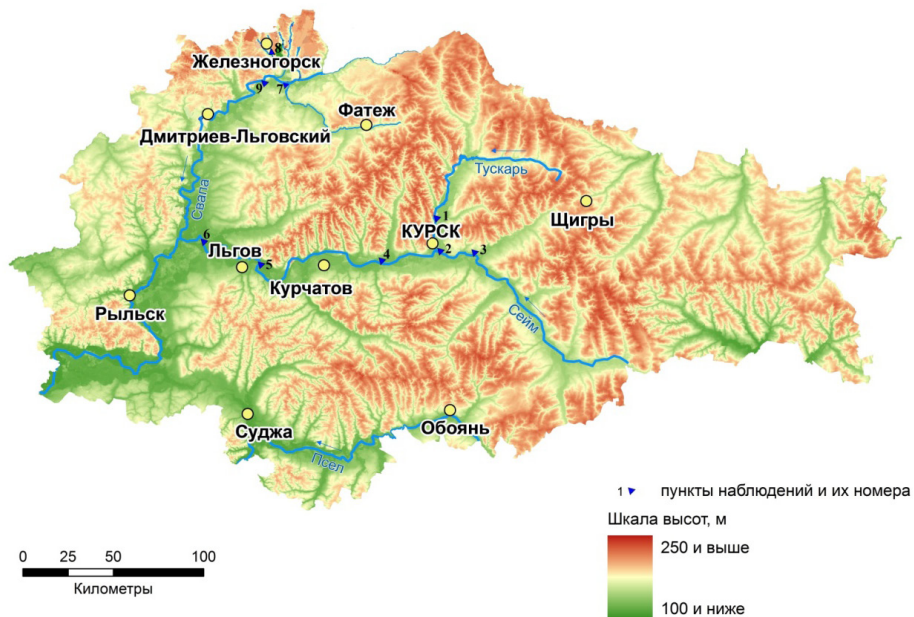 8
Железногорск
9
7
Фатеж
Дмитриев-Льговский
Тускарь
Свапа
1
Щигры
КУРСК
6
2
3
Льгов
4
5
Курчатов
Рыльск
Сейм
Суджа
Обоянь
Псел
1 пункты наблюдений и их номера
Шкала высот, м
250 и выше
0 25 50 100
Километры
100 и ниже